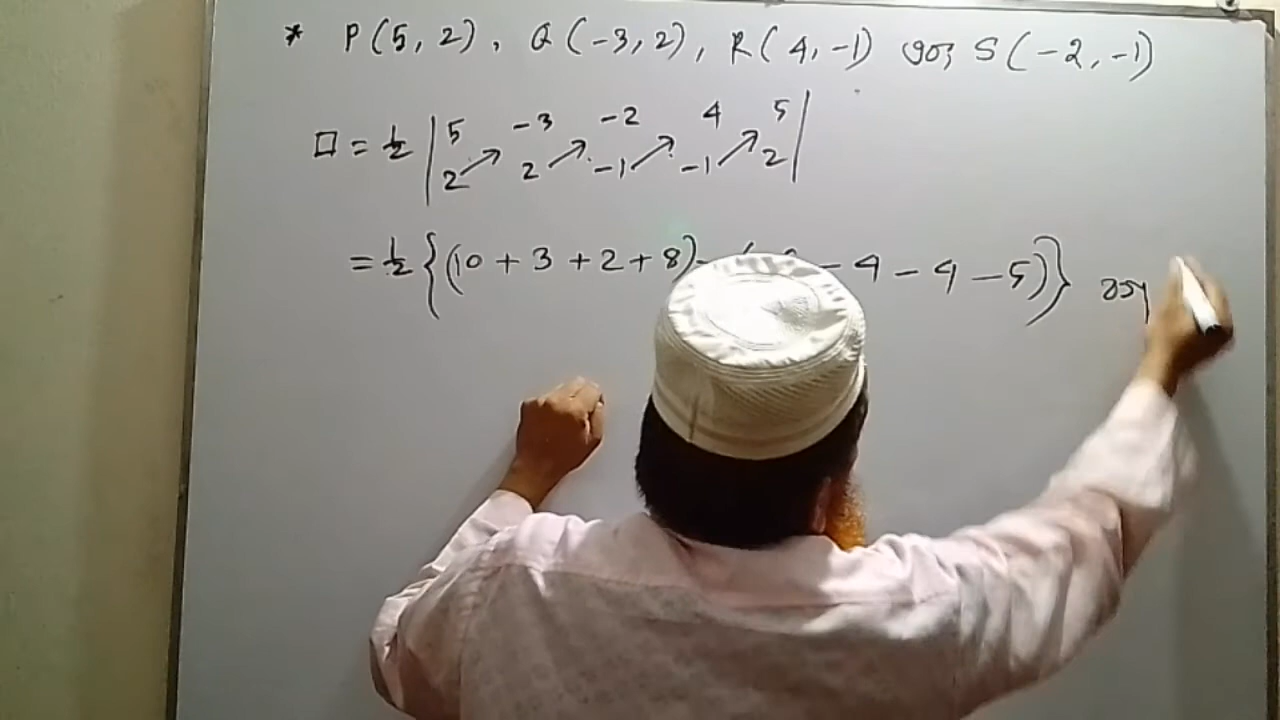 * P(5, 2), Q(-3, 2), R(4, -1) এবং S(-2, -1)
□ = ½ | 5 -3 -2 4 5 |
2 2 -1 -1 2
= ½ {(10 + 3 + 2 + 8) - ( - 4 - 4 - 5)}